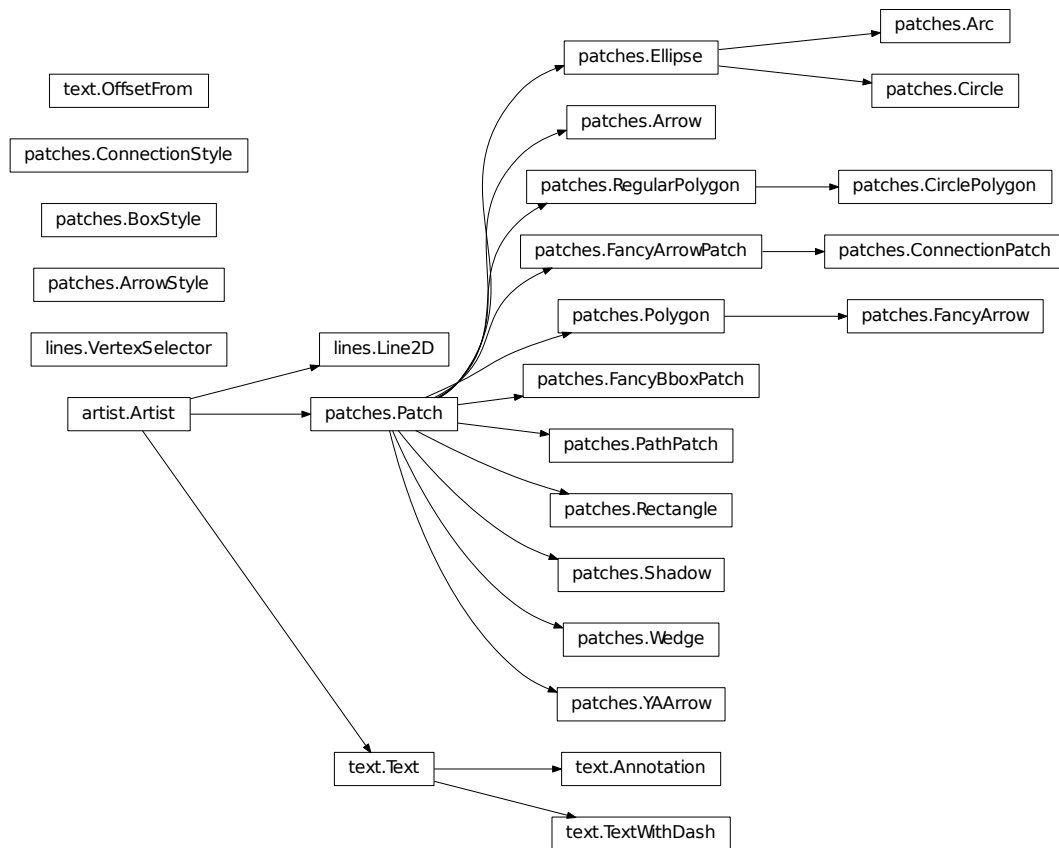 patches.Arc
patches.Ellipse
text.OffsetFrom
patches.Circle
patches.Arrow
patches.ConnectionStyle
patches.RegularPolygon
patches.CirclePolygon
patches.BoxStyle
patches.FancyArrowPatch
patches.ConnectionPatch
patches.ArrowStyle
patches.Polygon
patches.FancyArrow
lines.VertexSelector
lines.Line2D
patches.FancyBboxPatch
artist.Artist
patches.Patch
patches.PathPatch
patches.Rectangle
patches.Shadow
patches.Wedge
patches.YAArrow
text.Text
text.Annotation
text.TextWithDash